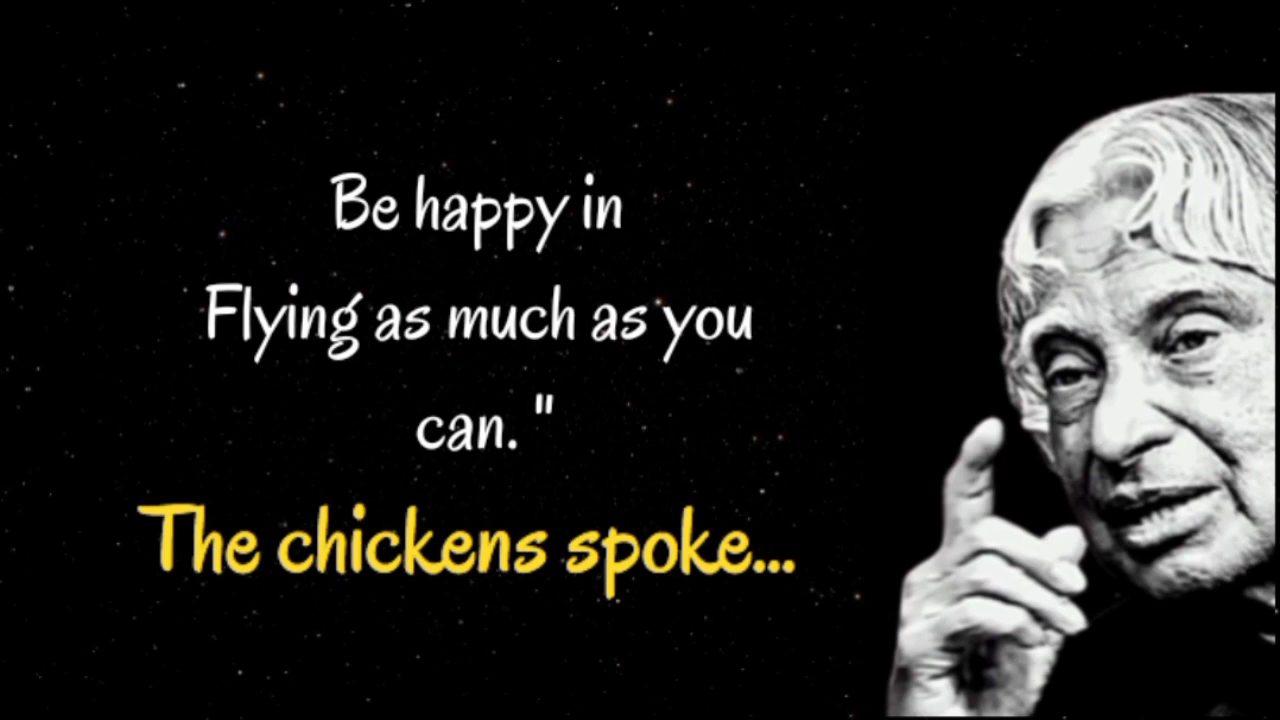 Be happy in
Flying as much as you
can. "
The chickens spoke...